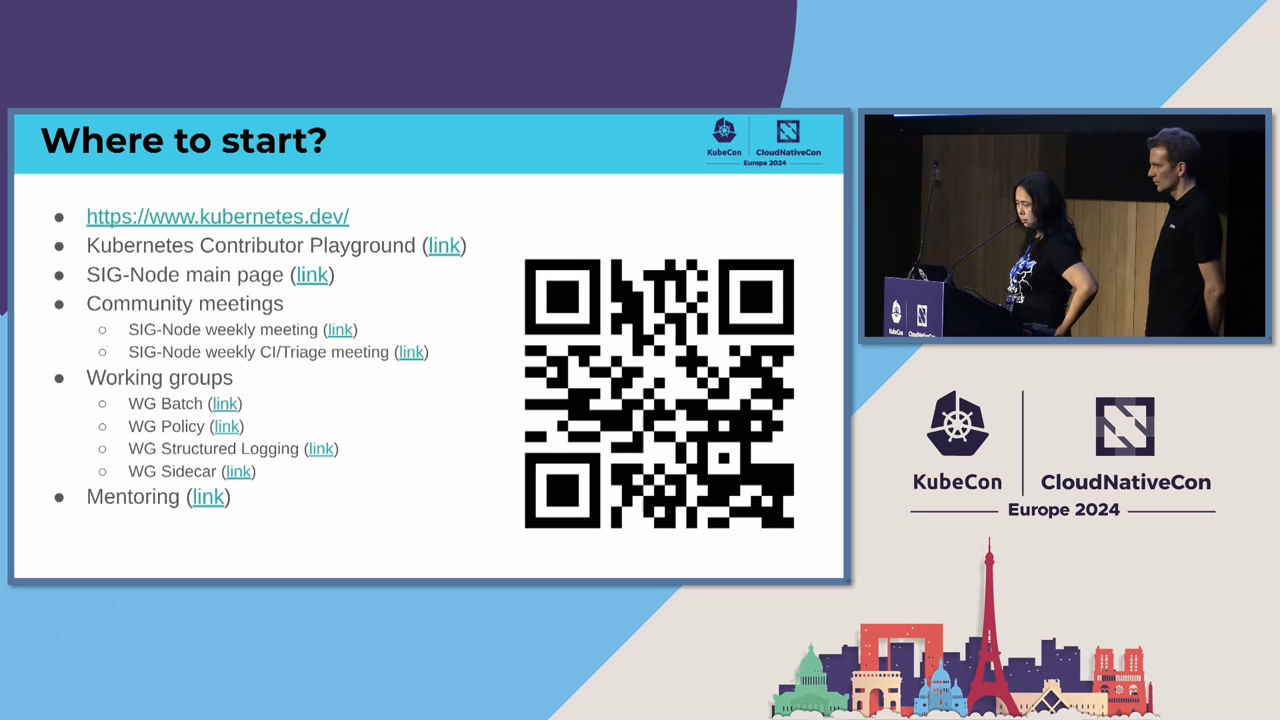 Where to start?
KubeCon
CloudNativeCon
Europe 2024
https://www.kubernetes.dev/
Kubernetes Contributor Playground (link)
SIG-Node main page (link)
Community meetings
SIG-Node weekly meeting (link)
SIG-Node weekly CI/Triage meeting (link)
Working groups
WG Batch (link)
WG Policy (link)
WG Structured Logging (link)
WG Sidecar (link)
Mentoring (link)
KubeCon
CloudNativeCon
KubeCon
CloudNativeCon
Europe 2024